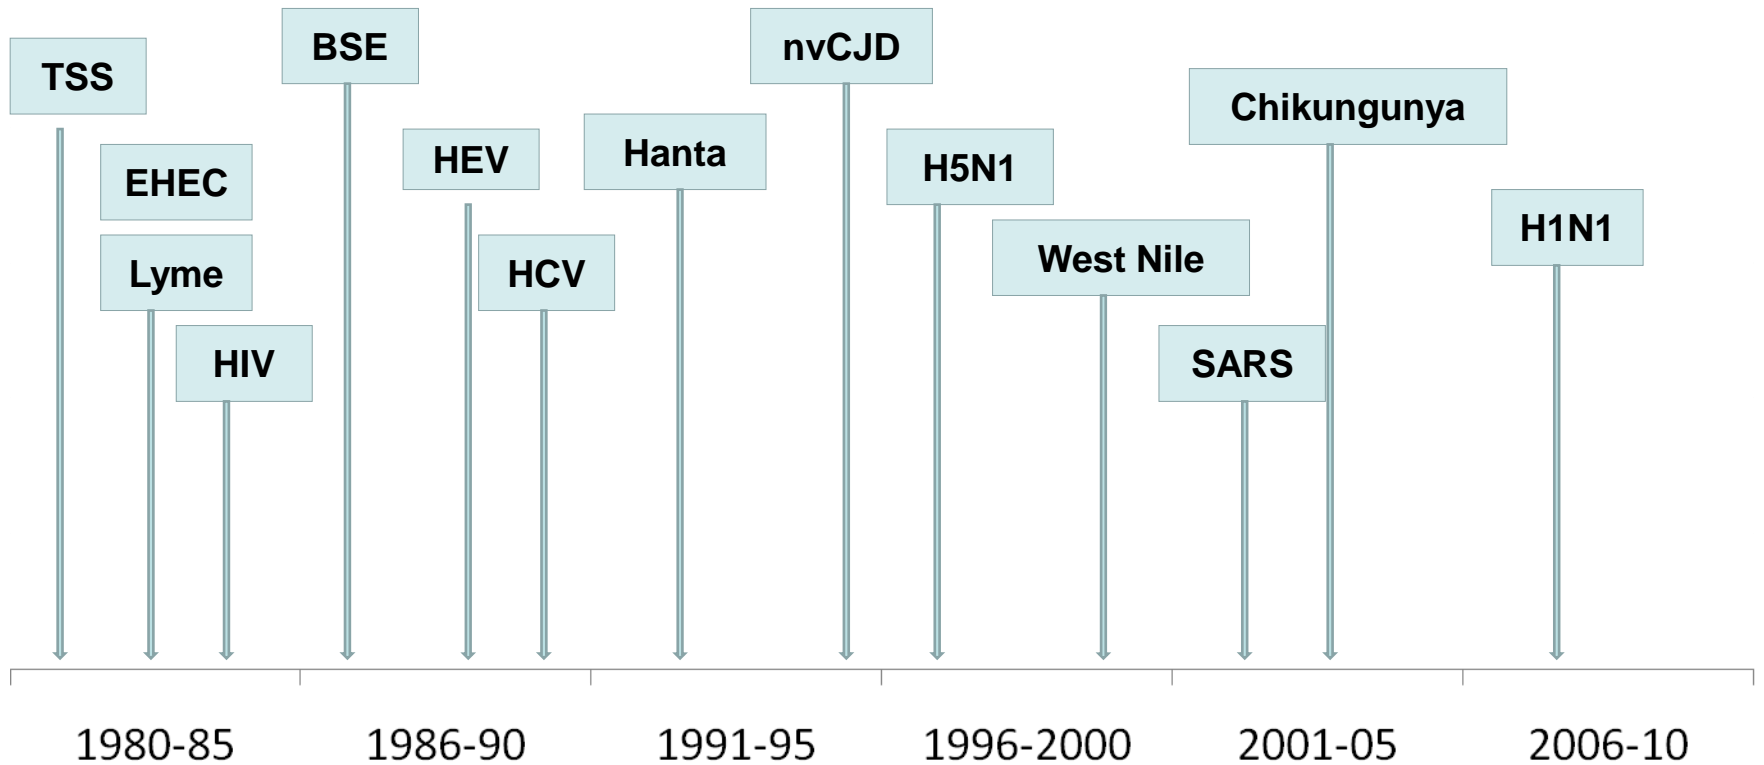 TSS
EHEC
Lyme
HIV
BSE
HEV
HCV
Hanta
nvCJD
H5N1
West Nile
SARS
Chikungunya
H1N1
1980-85
1986-90
1991-95
1996-2000
2001-05
2006-10